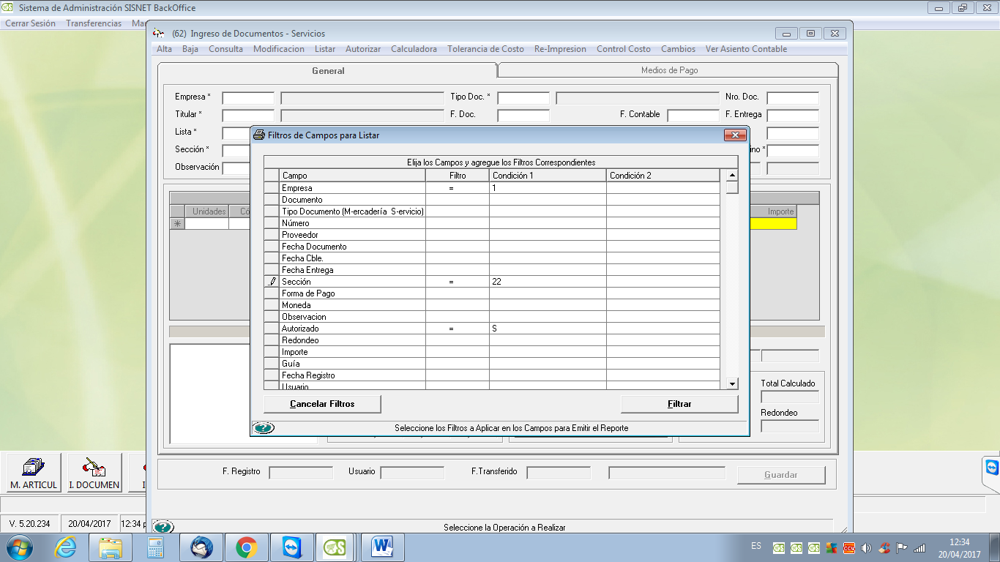 Sistema de Administración SISNET BackOffice
Cerrar Sesión Transferencias
(62) Ingreso de Documentos - Servicios
Alta Baja Consulta Modificacion Listar Autorizar Calculadora Tolerancia de Costo Re-Impresion Control Costo Cambios Ver Asiento Contable
General Medios de Pago
Empresa * Tipo Doc. * Nro. Doc.
Titular * F. Doc. F. Contable F. Entrega
Lista *
Sección *
Observación
Filtros de Campos para Listar
Elija los Campos y agregue los Filtros Correspondientes
Campo Filtro Condición 1 Condición 2
Empresa = 1
Documento
Tipo Documento (M-ercadería S-ervicio)
Número
Proveedor
Fecha Documento
Fecha Cble.
Fecha Entrega
Sección = 22
Forma de Pago
Moneda
Observacion
Autorizado = S
Redondeo
Importe
Guía
Fecha Registro
Usuario
Cancelar Filtros Filtrar
Seleccione los Filtros a Aplicar en los Campos para Emitir el Reporte
Unidades Importe
Total Calculado
Redondeo
F. Registro Usuario F.Transferido Guardar
Seleccione la Operación a Realizar
M. ARTICUL I. DOCUMEN
V. 5.20.234 20/04/2017 12:34
ES 12:34
20/04/2017